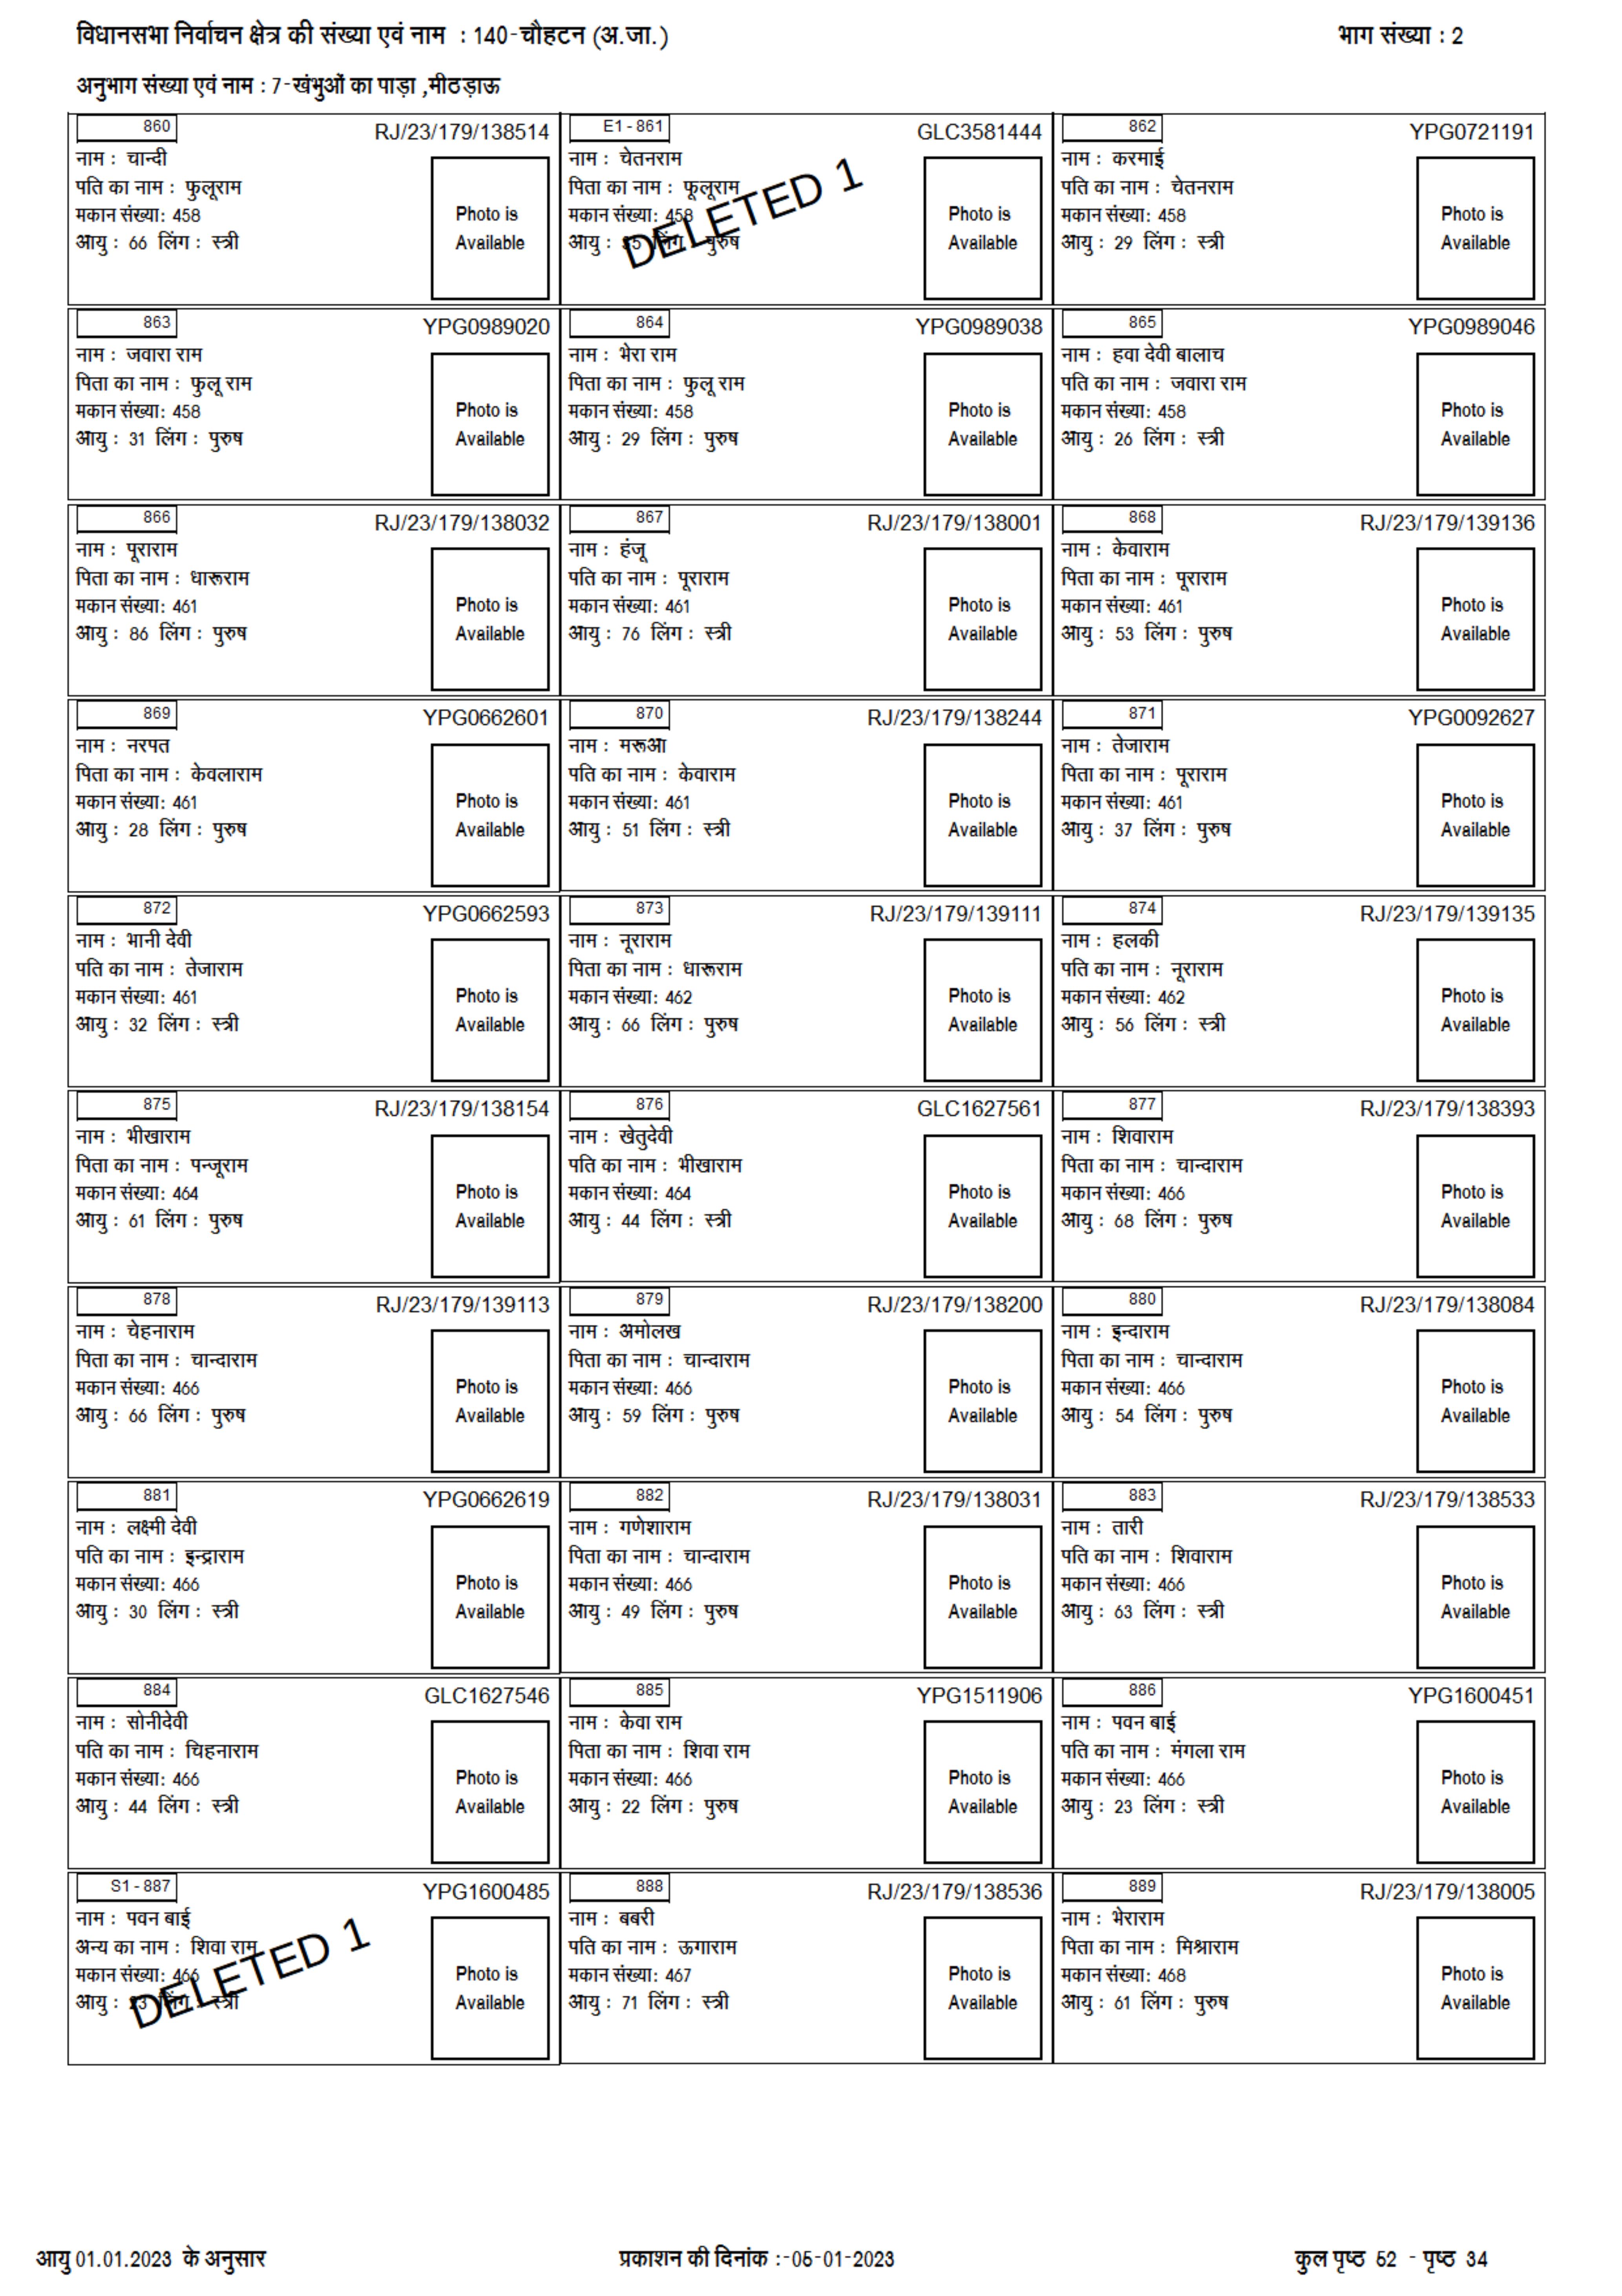 विधानसभा निर्वाचन क्षेत्र की संख्या एवं नाम : 140-चौहटन (अ.जा.) भाग संख्या : 2
अनुभाग संख्या एवं नाम : 7-खंभुओं का पाड़ा ,मीठड़ाऊ
860 RJ/23/179/138514
नाम : चान्दी
पति का नाम : फुलूराम
मकान संख्या: 458
आयु : 66 लिंग : स्त्री
Photo is
Available
E1 - 861 GLC3581444
नाम : चेतनराम
पिता का नाम : फूलूराम
मकान संख्या: 458
आयु : 35 लिंग : पुरुष
DELETED 1
Photo is
Available
862 YPG0721191
नाम : करमाई
पति का नाम : चेतनराम
मकान संख्या: 458
आयु : 29 लिंग : स्त्री
Photo is
Available
863 YPG0989020
नाम : जवारा राम
पिता का नाम : फुलू राम
मकान संख्या: 458
आयु : 31 लिंग : पुरुष
Photo is
Available
864 YPG0989038
नाम : भेरा राम
पिता का नाम : फुलू राम
मकान संख्या: 458
आयु : 29 लिंग : पुरुष
Photo is
Available
865 YPG0989046
नाम : हवा देवी बालाच
पति का नाम : जवारा राम
मकान संख्या: 458
आयु : 26 लिंग : स्त्री
Photo is
Available
866 RJ/23/179/138032
नाम : पूराराम
पिता का नाम : धारूराम
मकान संख्या: 461
आयु : 86 लिंग : पुरुष
Photo is
Available
867 RJ/23/179/138001
नाम : हंजू
पति का नाम : पूराराम
मकान संख्या: 461
आयु : 76 लिंग : स्त्री
Photo is
Available
868 RJ/23/179/139136
नाम : केवाराम
पिता का नाम : पूराराम
मकान संख्या: 461
आयु : 53 लिंग : पुरुष
Photo is
Available
869 YPG0662601
नाम : नरपत
पिता का नाम : केवलाराम
मकान संख्या: 461
आयु : 28 लिंग : पुरुष
Photo is
Available
870 RJ/23/179/138244
नाम : मरूआ
पति का नाम : केवाराम
मकान संख्या: 461
आयु : 51 लिंग : स्त्री
Photo is
Available
871 YPG0092627
नाम : तेजाराम
पिता का नाम : पूराराम
मकान संख्या: 461
आयु : 37 लिंग : पुरुष
Photo is
Available
872 YPG0662593
नाम : भानी देवी
पति का नाम : तेजाराम
मकान संख्या: 461
आयु : 32 लिंग : स्त्री
Photo is
Available
873 RJ/23/179/139111
नाम : नूराराम
पिता का नाम : धारूराम
मकान संख्या: 462
आयु : 66 लिंग : पुरुष
Photo is
Available
874 RJ/23/179/139135
नाम : हलकी
पति का नाम : नूराराम
मकान संख्या: 462
आयु : 56 लिंग : स्त्री
Photo is
Available
875 RJ/23/179/138154
नाम : भीखाराम
पिता का नाम : पन्जूराम
मकान संख्या: 464
आयु : 61 लिंग : पुरुष
Photo is
Available
876 GLC1627561
नाम : खेतुदेवी
पति का नाम : भीखाराम
मकान संख्या: 464
आयु : 44 लिंग : स्त्री
Photo is
Available
877 RJ/23/179/138393
नाम : शिवाराम
पिता का नाम : चान्दाराम
मकान संख्या: 466
आयु : 68 लिंग : पुरुष
Photo is
Available
878 RJ/23/179/139113
नाम : चेहनाराम
पिता का नाम : चान्दाराम
मकान संख्या: 466
आयु : 66 लिंग : पुरुष
Photo is
Available
879 RJ/23/179/138200
नाम : अमोलख
पिता का नाम : चान्दाराम
मकान संख्या: 466
आयु : 59 लिंग : पुरुष
Photo is
Available
880 RJ/23/179/138084
नाम : इन्दाराम
पिता का नाम : चान्दाराम
मकान संख्या: 466
आयु : 54 लिंग : पुरुष
Photo is
Available
881 YPG0662619
नाम : लक्ष्मी देवी
पति का नाम : इन्द्राराम
मकान संख्या: 466
आयु : 30 लिंग : स्त्री
Photo is
Available
882 RJ/23/179/138031
नाम : गणेशाराम
पिता का नाम : चान्दाराम
मकान संख्या: 466
आयु : 49 लिंग : पुरुष
Photo is
Available
883 RJ/23/179/138533
नाम : तारी
पति का नाम : शिवाराम
मकान संख्या: 466
आयु : 63 लिंग : स्त्री
Photo is
Available
884 GLC1627546
नाम : सोनीदेवी
पति का नाम : चिहनाराम
मकान संख्या: 466
आयु : 44 लिंग : स्त्री
Photo is
Available
885 YPG1511906
नाम : केवा राम
पिता का नाम : शिवा राम
मकान संख्या: 466
आयु : 22 लिंग : पुरुष
Photo is
Available
886 YPG1600451
नाम : पवन बाई
पति का नाम : मंगला राम
मकान संख्या: 466
आयु : 23 लिंग : स्त्री
Photo is
Available
S1 - 887 YPG1600485
नाम : पवन बाई
अन्य का नाम : शिवा राम
मकान संख्या: 466
आयु : 23 लिंग : स्त्री
DELETED 1
Photo is
Available
888 RJ/23/179/138536
नाम : बबरी
पति का नाम : ऊगाराम
मकान संख्या: 467
आयु : 71 लिंग : स्त्री
Photo is
Available
889 RJ/23/179/138005
नाम : भेराराम
पिता का नाम : मिश्राराम
मकान संख्या: 468
आयु : 61 लिंग : पुरुष
Photo is
Available
आयु 01.01.2023 के अनुसार प्रकाशन की दिनांक :-05-01-2023 कुल पृष्ठ 52 - पृष्ठ 34